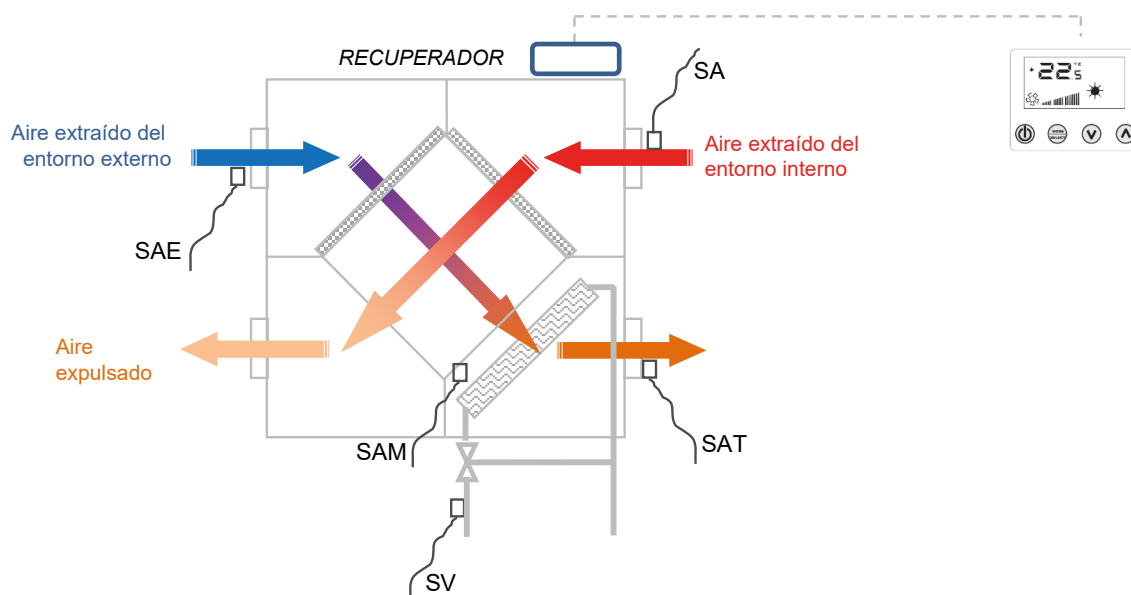 RECUPERADOR
SA
22.5
°C
Aire extraído del
entorno externo
Aire extraído del
entorno interno
SAE
Aire
expulsado
SAM
SAT
SV